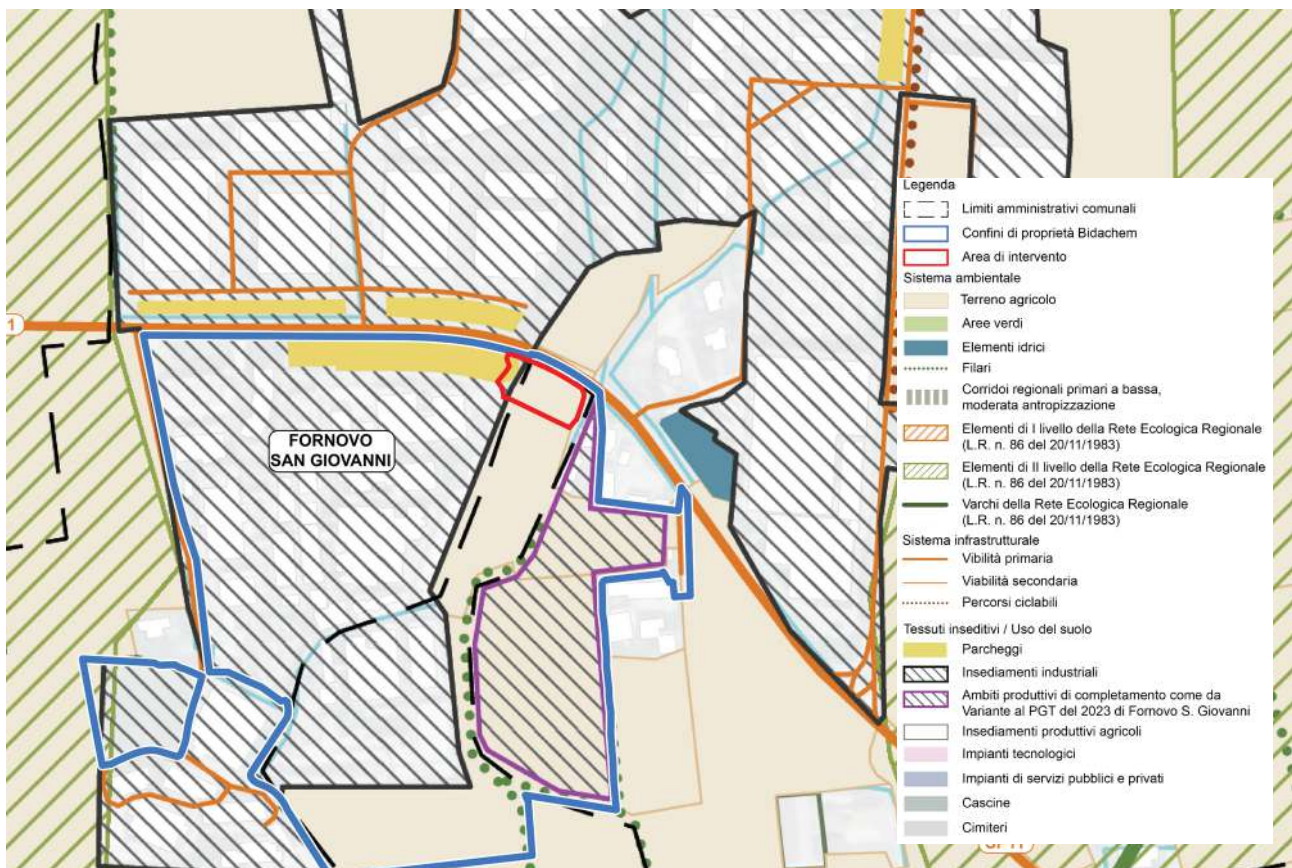 Legenda
Limiti amministrativi comunali
Confini di proprietà Bidachem
Area di intervento
Sistema ambientale
Terreno agricolo
Aree verdi
Elementi idrici
Filari
Corridoi regionali primari a bassa,
moderata antropizzazione
Elementi di I livello della Rete Ecologica Regionale
(L.R. n. 86 del 20/11/1983)
Elementi di II livello della Rete Ecologica Regionale
(L.R. n. 86 del 20/11/1983)
Varchi della Rete Ecologica Regionale
(L.R. n. 86 del 20/11/1983)
Sistema infrastrutturale
Vibilità primaria
Viabilità secondaria
Percorsi ciclabili
Tessuti inseditivi / Uso del suolo
Parcheggi
Insediamenti industriali
Ambiti produttivi di completamento come da
Variante al PGT del 2023 di Fornovo S. Giovanni
Insediamenti produttivi agricoli
Impianti tecnologici
Impianti di servizi pubblici e privati
Cascine
Cimiteri
1
FORNOVO
SAN GIOVANNI